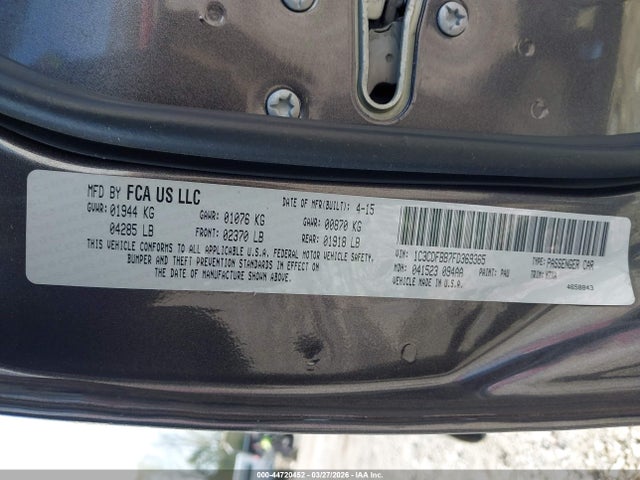 MFD BY FCA US LLC
DATE OF MFR(BUILT): 4-15
GVWR: 01944 KG GAWR: 01076 KG GAWR: 00870 KG
04285 LB FRONT: 02370 LB REAR: 01918 LB
THIS VEHICLE CONFORMS TO ALL APPLICABLE U.S.A. FEDERAL MOTOR VEHICLE SAFETY,
BUMPER AND THEFT PREVENTION STANDARDS IN EFFECT ON
THE DATE OF MANUFACTURE SHOWN ABOVE.
VIN: 1C3CDFBB7FD369365 TYPE: PASSENGER CAR
MDH: 041523 09444 PAINT: PAU TRIM:
VEHICLE MADE IN U.S.A.
4658843
000-44720452 - 03/27/2026 - IAA Inc.